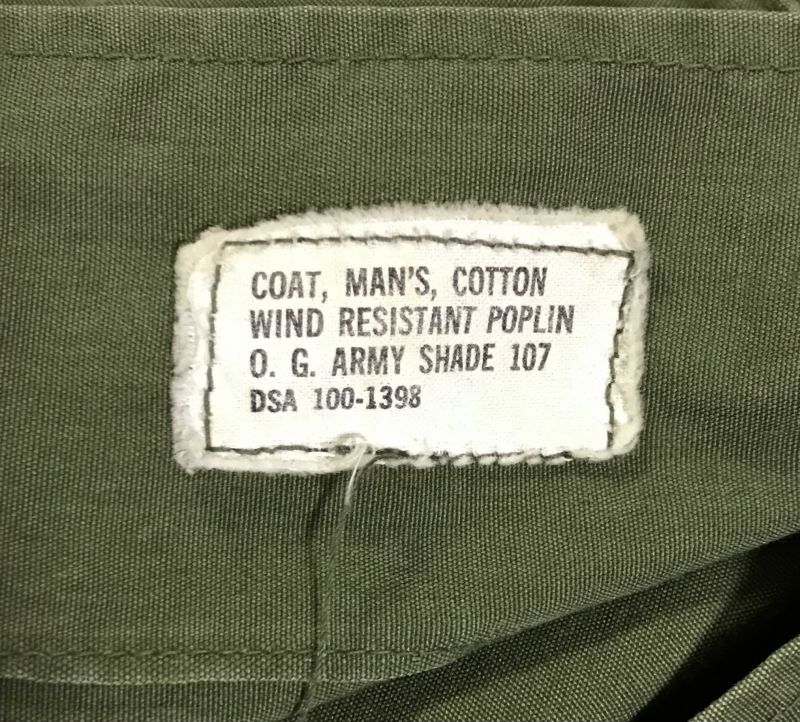 COAT, MAN'S, COTTON
WIND RESISTANT POPLIN
O. G. ARMY SHADE 107
DSA 100-1398